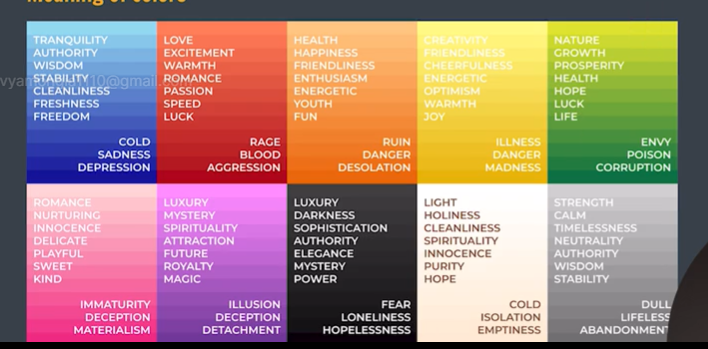 Meaning of colors
TRANQUILITY
AUTHORITY
WISDOM
STABILITY
CLEANLINESS
FRESHNESS
FREEDOM
COLD
SADNESS
DEPRESSION
LOVE
EXCITEMENT
WARMTH
ROMANCE
PASSION
SPEED
LUCK
RAGE
BLOOD
AGGRESSION
HEALTH
HAPPINESS
FRIENDLINESS
ENTHUSIASM
ENERGETIC
YOUTH
FUN
RUIN
DANGER
DESOLATION
CREATIVITY
FRIENDLINESS
CHEERFULNESS
ENERGETIC
OPTIMISM
WARMTH
JOY
ILLNESS
DANGER
MADNESS
NATURE
GROWTH
PROSPERITY
HEALTH
HOPE
LUCK
LIFE
ENVY
POISON
CORRUPTION
ROMANCE
NURTURING
INNOCENCE
DELICATE
PLAYFUL
SWEET
KIND
IMMATURITY
DECEPTION
MATERIALISM
LUXURY
MYSTERY
SPIRITUALITY
ATTRACTION
FUTURE
ROYALTY
MAGIC
ILLUSION
DECEPTION
DETACHMENT
LUXURY
DARKNESS
SOPHISTICATION
AUTHORITY
ELEGANCE
MYSTERY
POWER
FEAR
LONELINESS
HOPELESSNESS
LIGHT
HOLINESS
CLEANLINESS
SPIRITUALITY
INNOCENCE
PURITY
HOPE
COLD
ISOLATION
EMPTINESS
STRENGTH
CALM
TIMELESSNESS
NEUTRALITY
AUTHORITY
WISDOM
STABILITY
DULL
LIFELESS
ABANDONMENT